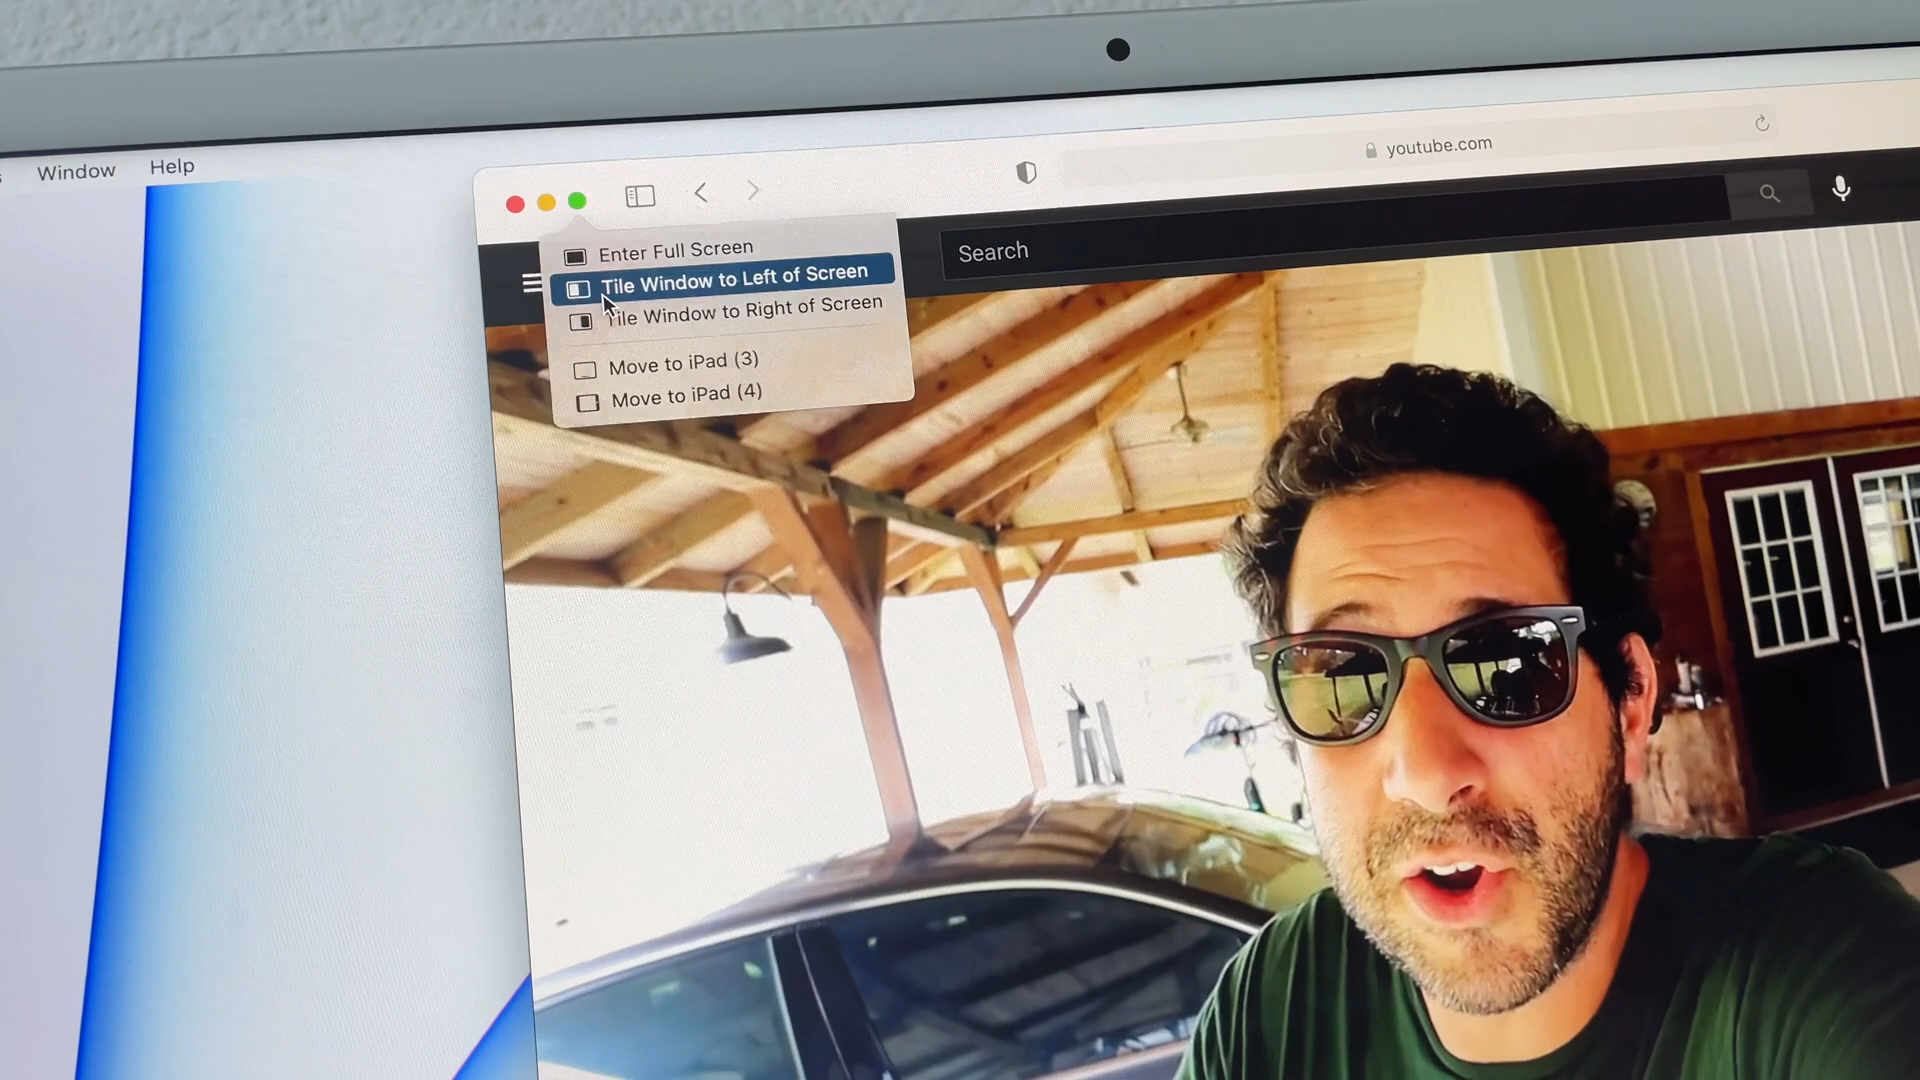 Window Help
youtube.com
Search
Enter Full Screen
Tile Window to Left of Screen
Tile Window to Right of Screen
Move to iPad (3)
Move to iPad (4)